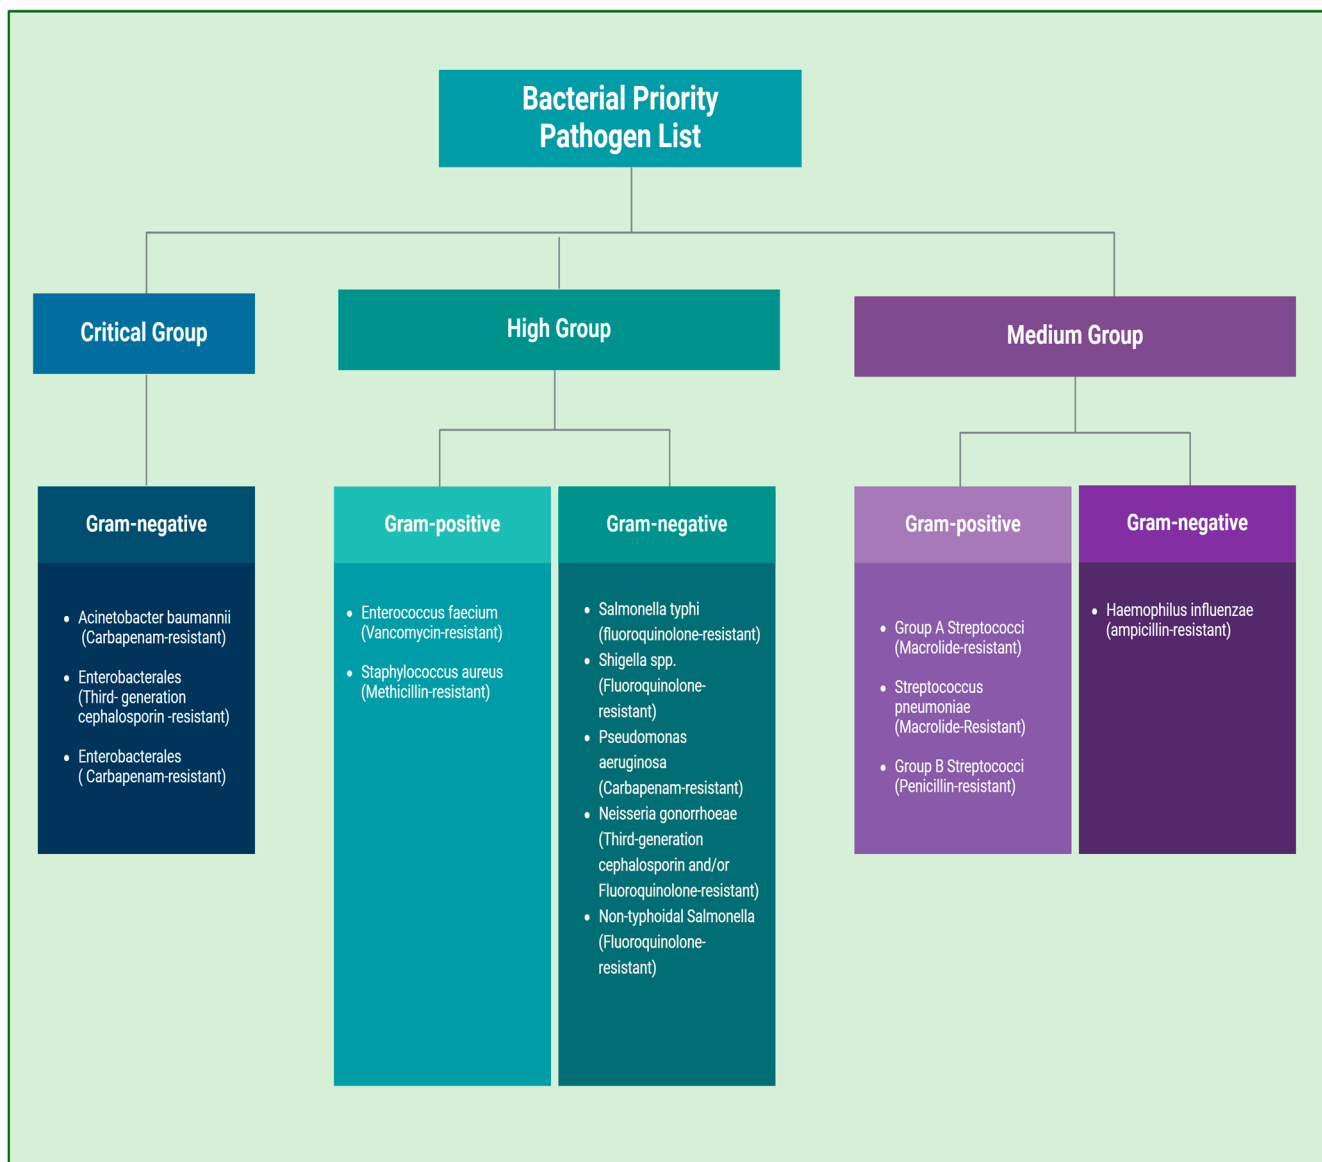 Bacterial Priority
Pathogen List
Critical Group
High Group
Medium Group
Gram-negative
• Acinetobacter baumannii
(Carbapenam-resistant)
• Enterobacterales
(Third- generation
cephalosporin -resistant)
• Enterobacterales
( Carbapenam-resistant)
Gram-positive
• Enterococcus faecium
(Vancomycin-resistant)
• Staphylococcus aureus
(Methicillin-resistant)
Gram-negative
• Salmonella typhi
(fluoroquinolone-resistant)
• Shigella spp.
(Fluoroquinolone-
resistant)
• Pseudomonas
aeruginosa
(Carbapenam-resistant)
• Neisseria gonorrhoeae
(Third-generation
cephalosporin and/or
Fluoroquinolone-resistant)
• Non-typhoidal Salmonella
(Fluoroquinolone-
resistant)
Gram-positive
• Group A Streptococci
(Macrolide-resistant)
• Streptococcus
pneumoniae
(Macrolide-Resistant)
• Group B Streptococci
(Penicillin-resistant)
Gram-negative
• Haemophilus influenzae
(ampicillin-resistant)